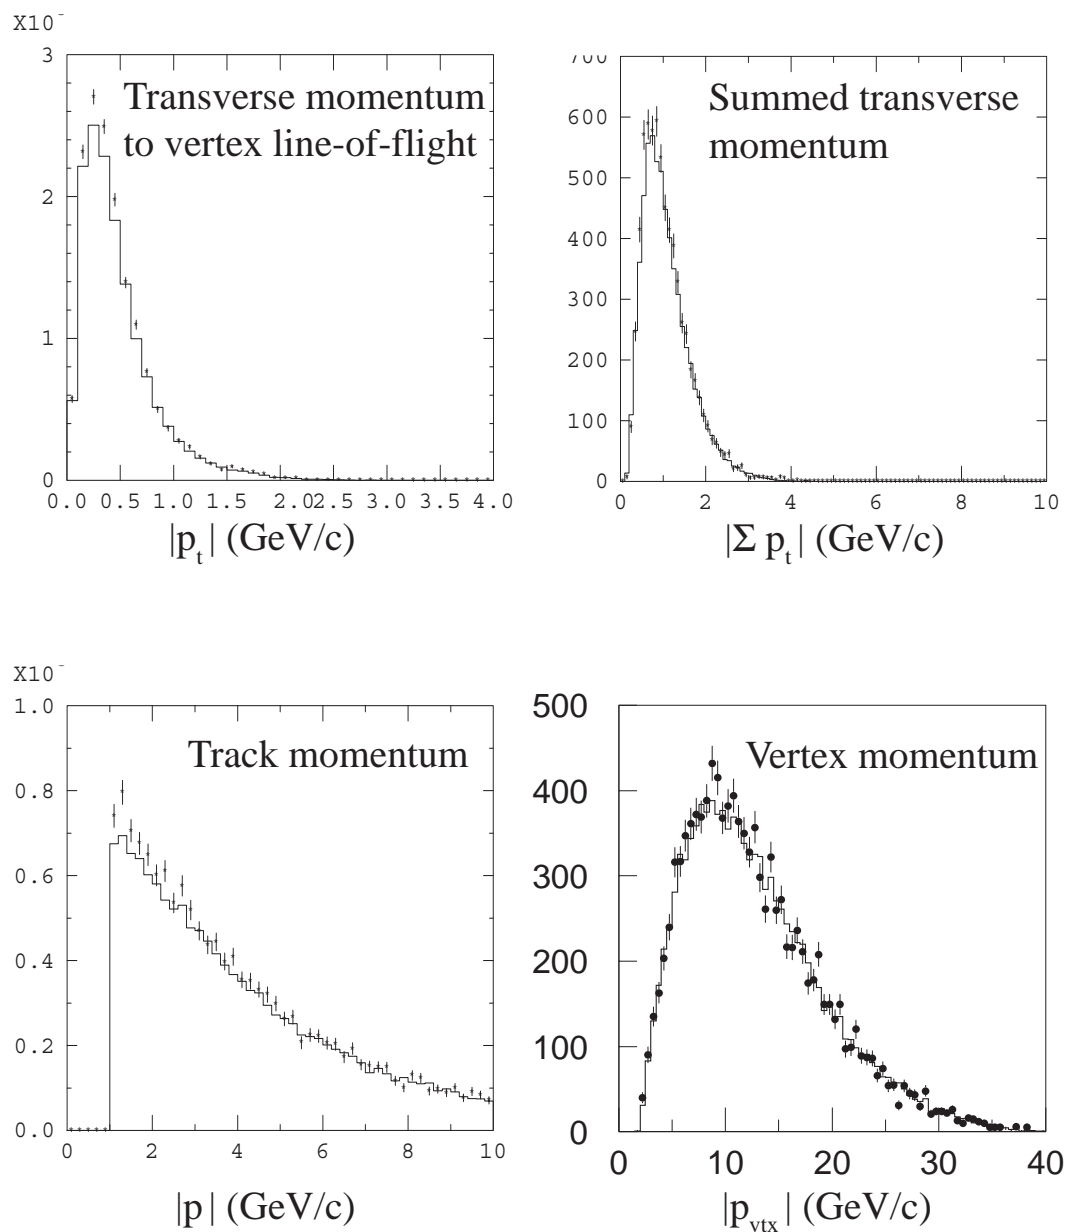 X10
3
2
1
0
0.0 0.5 1.0 1.5 2.0 2.5 3.0 3.5 4.0
Transverse momentum
to vertex line-of-flight
|p_t| (GeV/c)
700
600
500
400
300
200
100
0
0 2 4 6 8 10
Summed transverse
momentum
|Σ p_t| (GeV/c)
X10
1.0
0.8
0.6
0.4
0.2
0.0
0 2 4 6 8 10
Track momentum
|p| (GeV/c)
500
400
300
200
100
0
0 10 20 30 40
Vertex momentum
|p_vtx| (GeV/c)